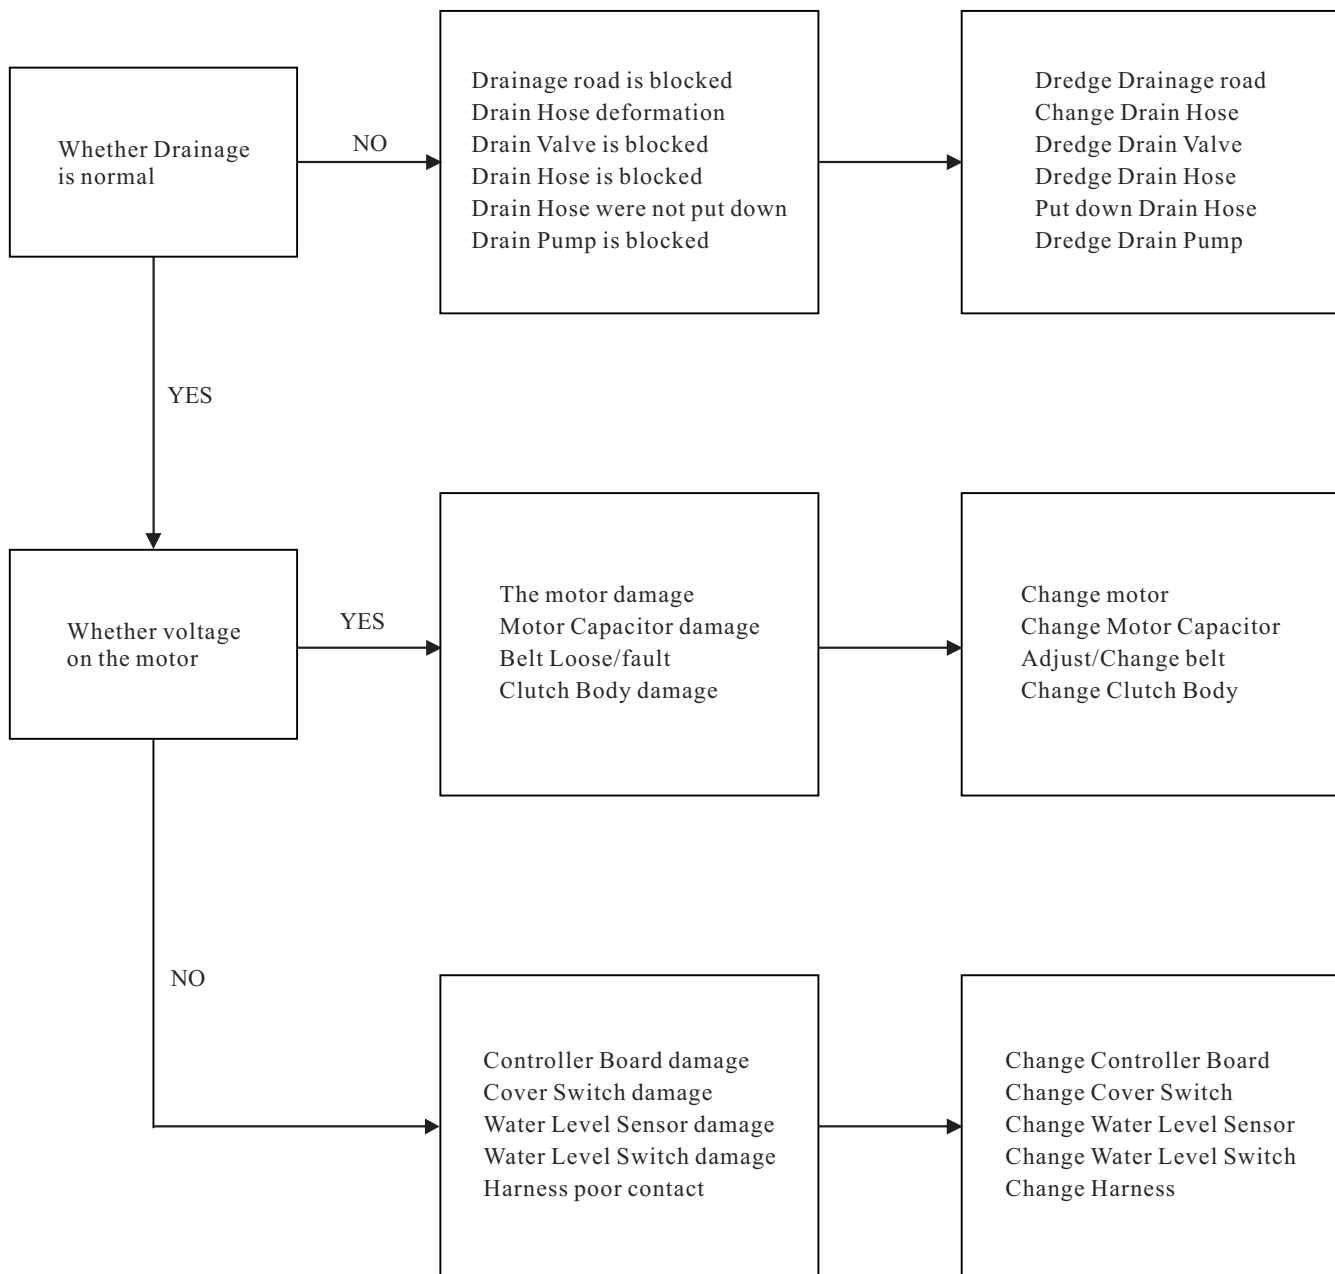 Whether Drainage
is normal
NO
Drainage road is blocked
Drain Hose deformation
Drain Valve is blocked
Drain Hose is blocked
Drain Hose were not put down
Drain Pump is blocked
Dredge Drainage road
Change Drain Hose
Dredge Drain Valve
Dredge Drain Hose
Put down Drain Hose
Dredge Drain Pump
YES
Whether voltage
on the motor
YES
The motor damage
Motor Capacitor damage
Belt Loose/fault
Clutch Body damage
Change motor
Change Motor Capacitor
Adjust/Change belt
Change Clutch Body
NO
Controller Board damage
Cover Switch damage
Water Level Sensor damage
Water Level Switch damage
Harness poor contact
Change Controller Board
Change Cover Switch
Change Water Level Sensor
Change Water Level Switch
Change Harness